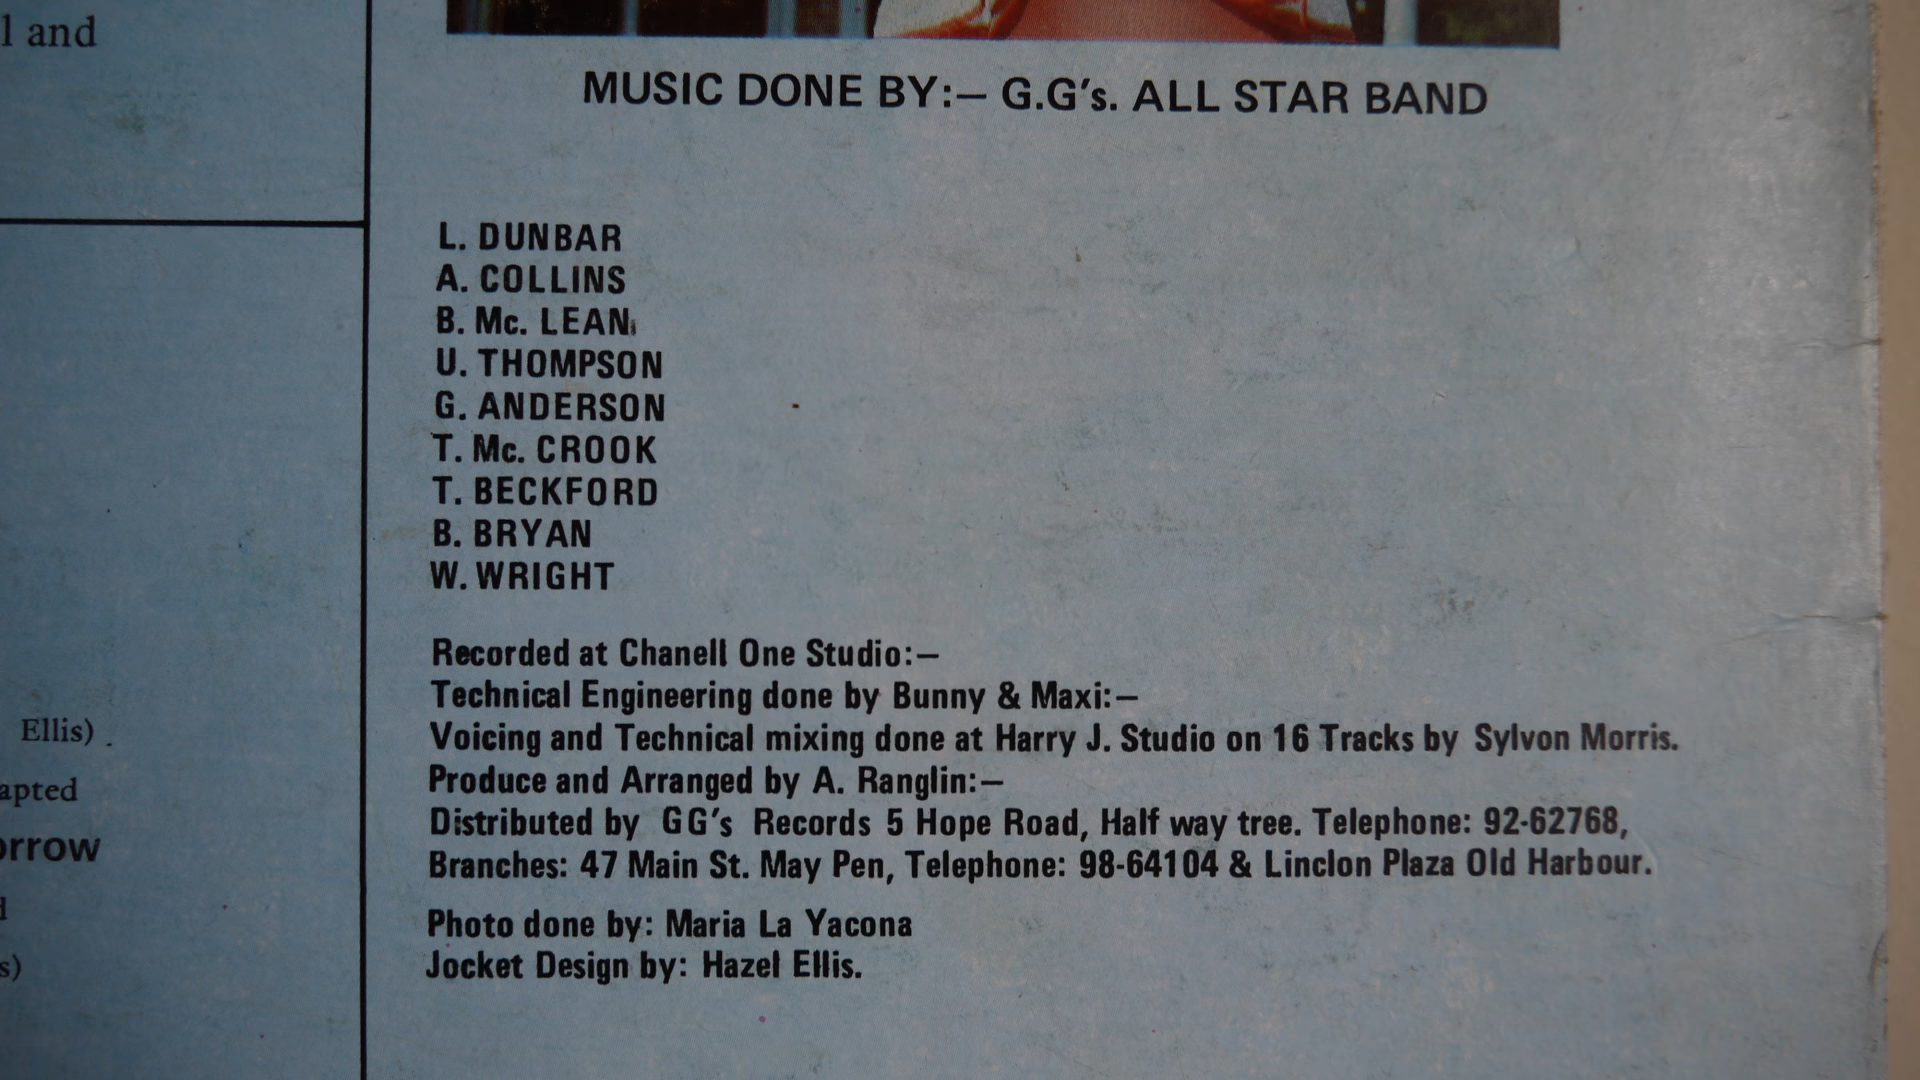 l and
Ellis) .
apted
orrow
s)
MUSIC DONE BY:— G.G's. ALL STAR BAND
L. DUNBAR
A. COLLINS
B. Mc. LEAN
U. THOMPSON
G. ANDERSON
T. Mc. CROOK
T. BECKFORD
B. BRYAN
W. WRIGHT
Recorded at Chanell One Studio:—
Technical Engineering done by Bunny & Maxi:—
Voicing and Technical mixing done at Harry J. Studio on 16 Tracks by Sylvon Morris.
Produce and Arranged by A. Ranglin:—
Distributed by GG's Records 5 Hope Road, Half way tree. Telephone: 92-62768,
Branches: 47 Main St. May Pen, Telephone: 98-64104 & Linclon Plaza Old Harbour.
Photo done by: Maria La Yacona
Jocket Design by: Hazel Ellis.